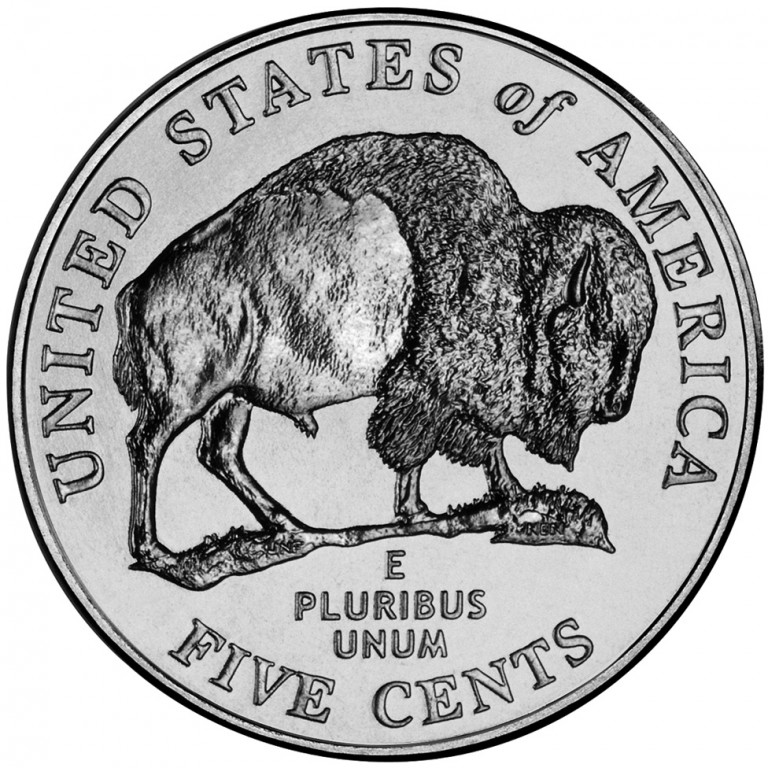 UNITED STATES of AMERICA
E
PLURIBUS
UNUM
FIVE CENTS